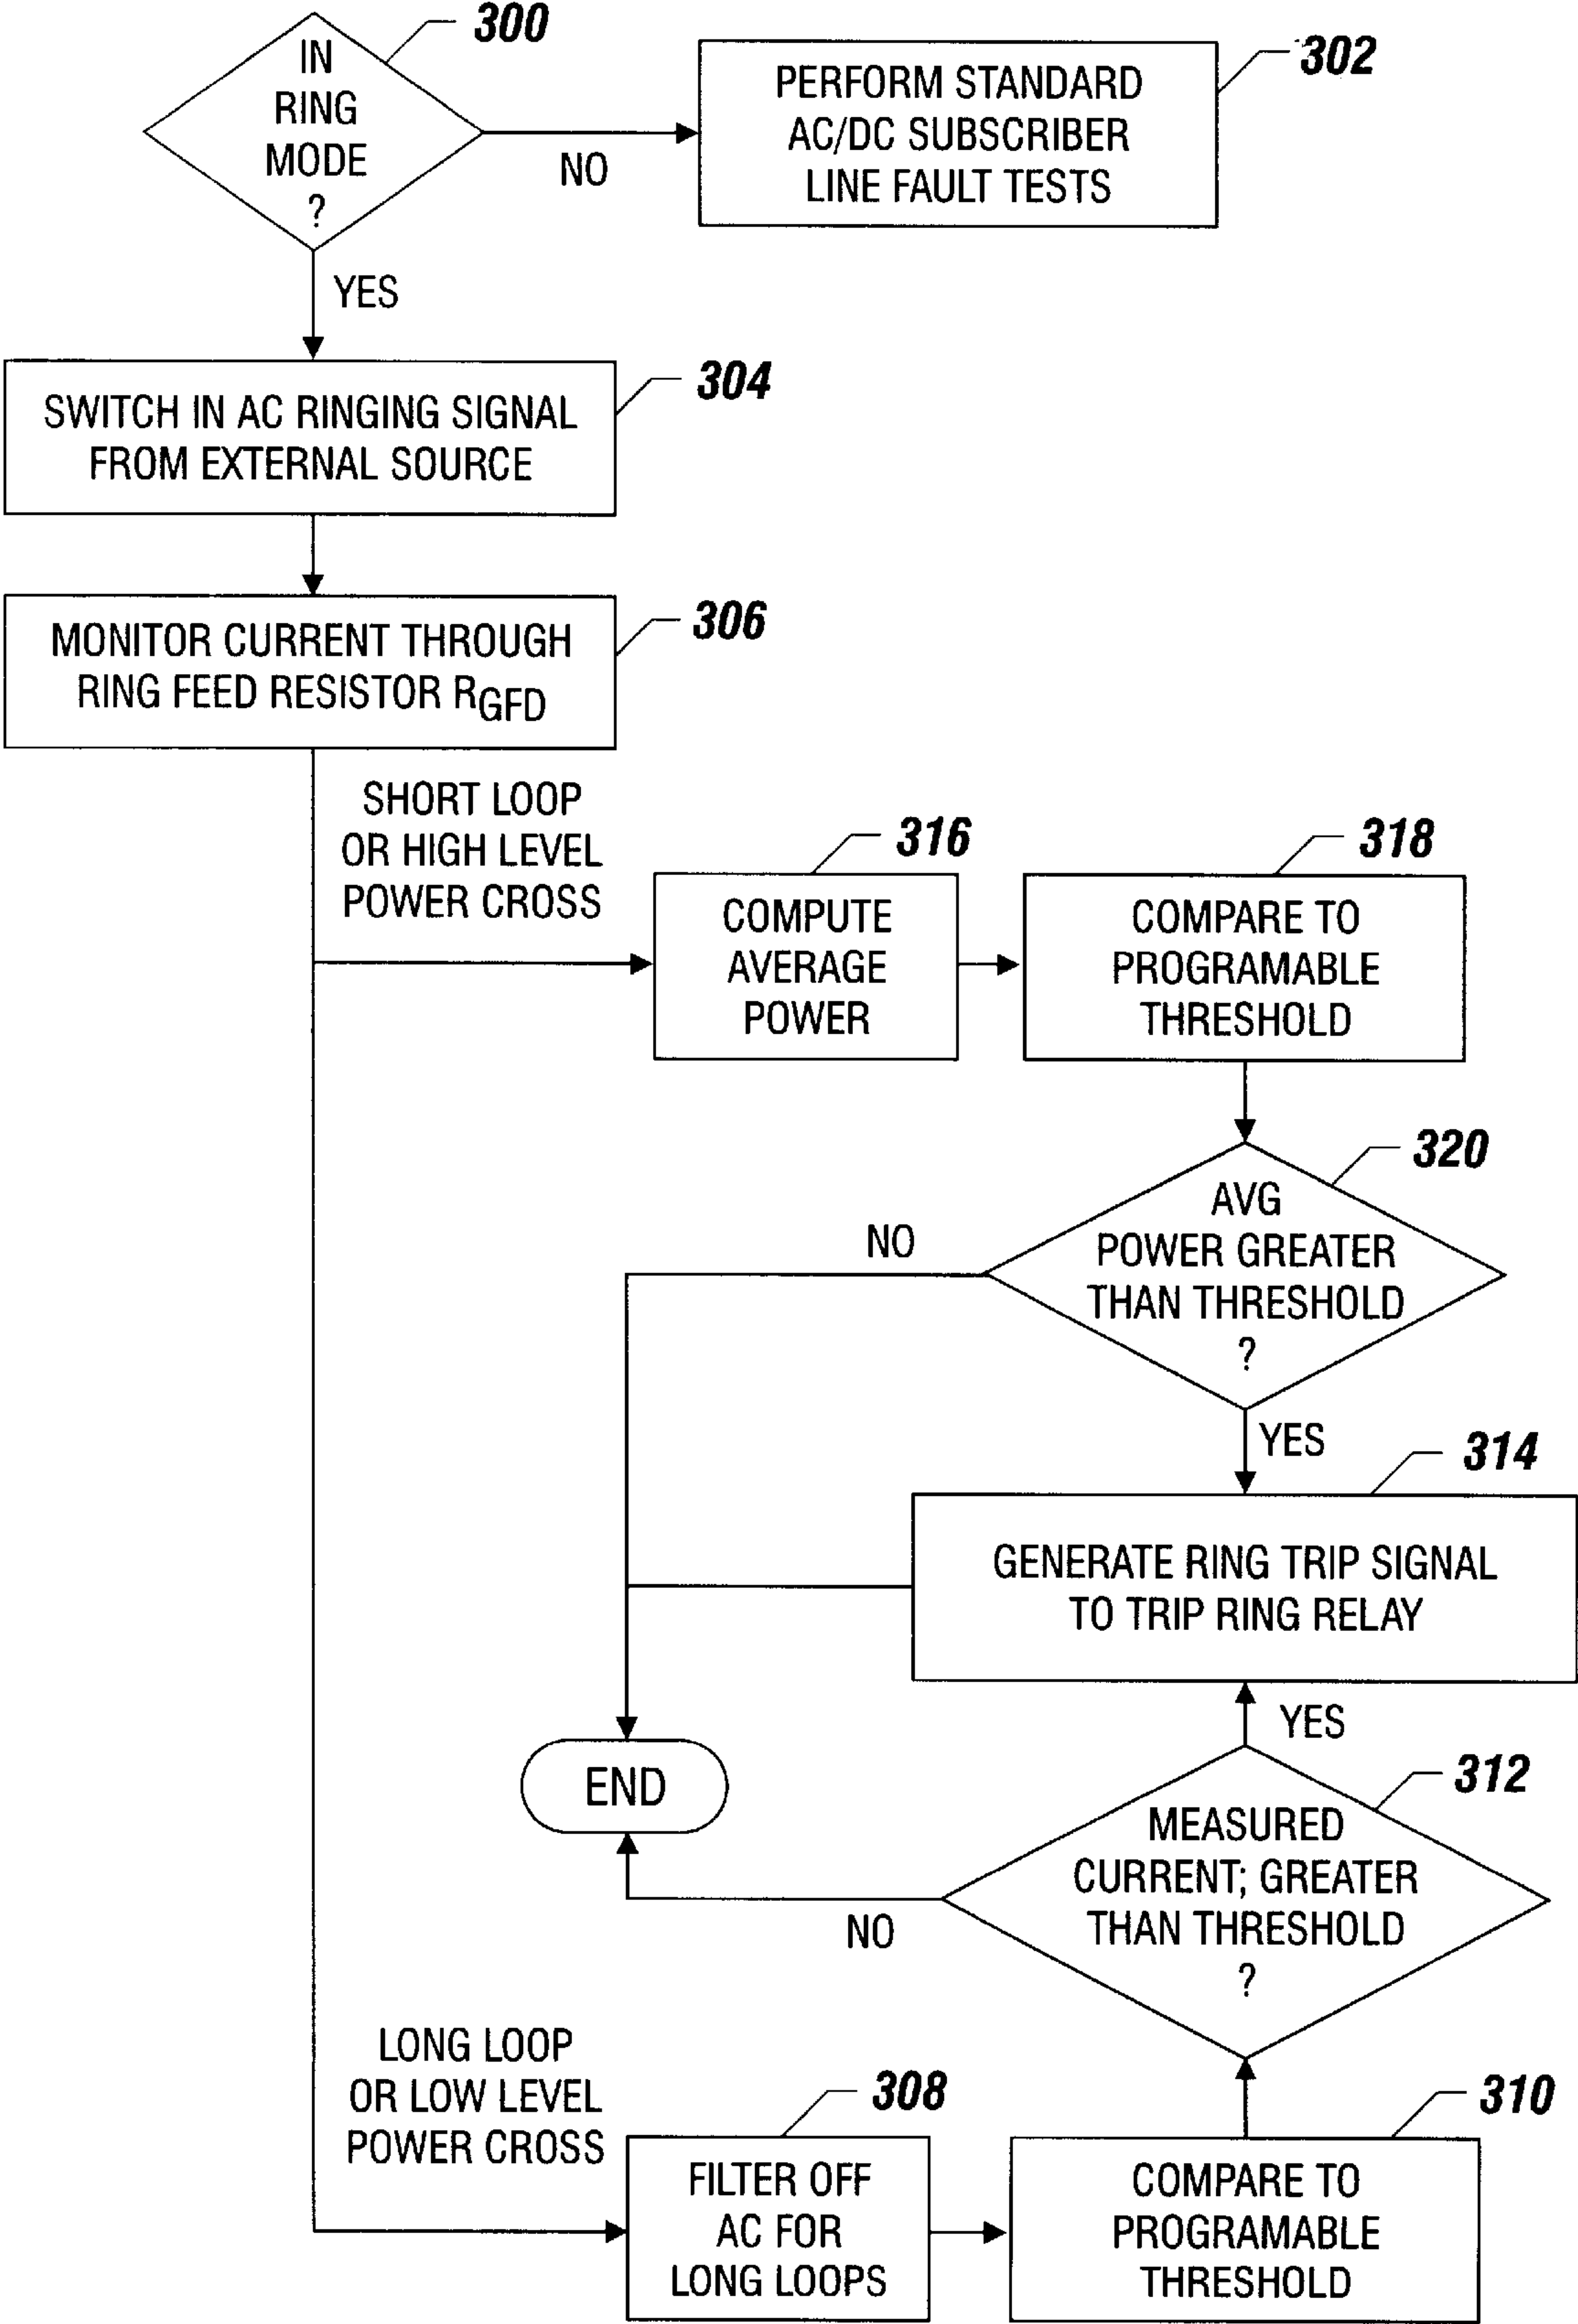 300
IN
RING
MODE
?
NO
YES
302
PERFORM STANDARD
AC/DC SUBSCRIBER
LINE FAULT TESTS
304
SWITCH IN AC RINGING SIGNAL
FROM EXTERNAL SOURCE
306
MONITOR CURRENT THROUGH
RING FEED RESISTOR RGFD
SHORT LOOP
OR HIGH LEVEL
POWER CROSS
316
COMPUTE
AVERAGE
POWER
318
COMPARE TO
PROGRAMABLE
THRESHOLD
320
AVG
POWER GREATER
THAN THRESHOLD
?
NO
YES
314
GENERATE RING TRIP SIGNAL
TO TRIP RING RELAY
YES
END
312
MEASURED
CURRENT; GREATER
THAN THRESHOLD
?
NO
LONG LOOP
OR LOW LEVEL
POWER CROSS
308
FILTER OFF
AC FOR
LONG LOOPS
310
COMPARE TO
PROGRAMABLE
THRESHOLD